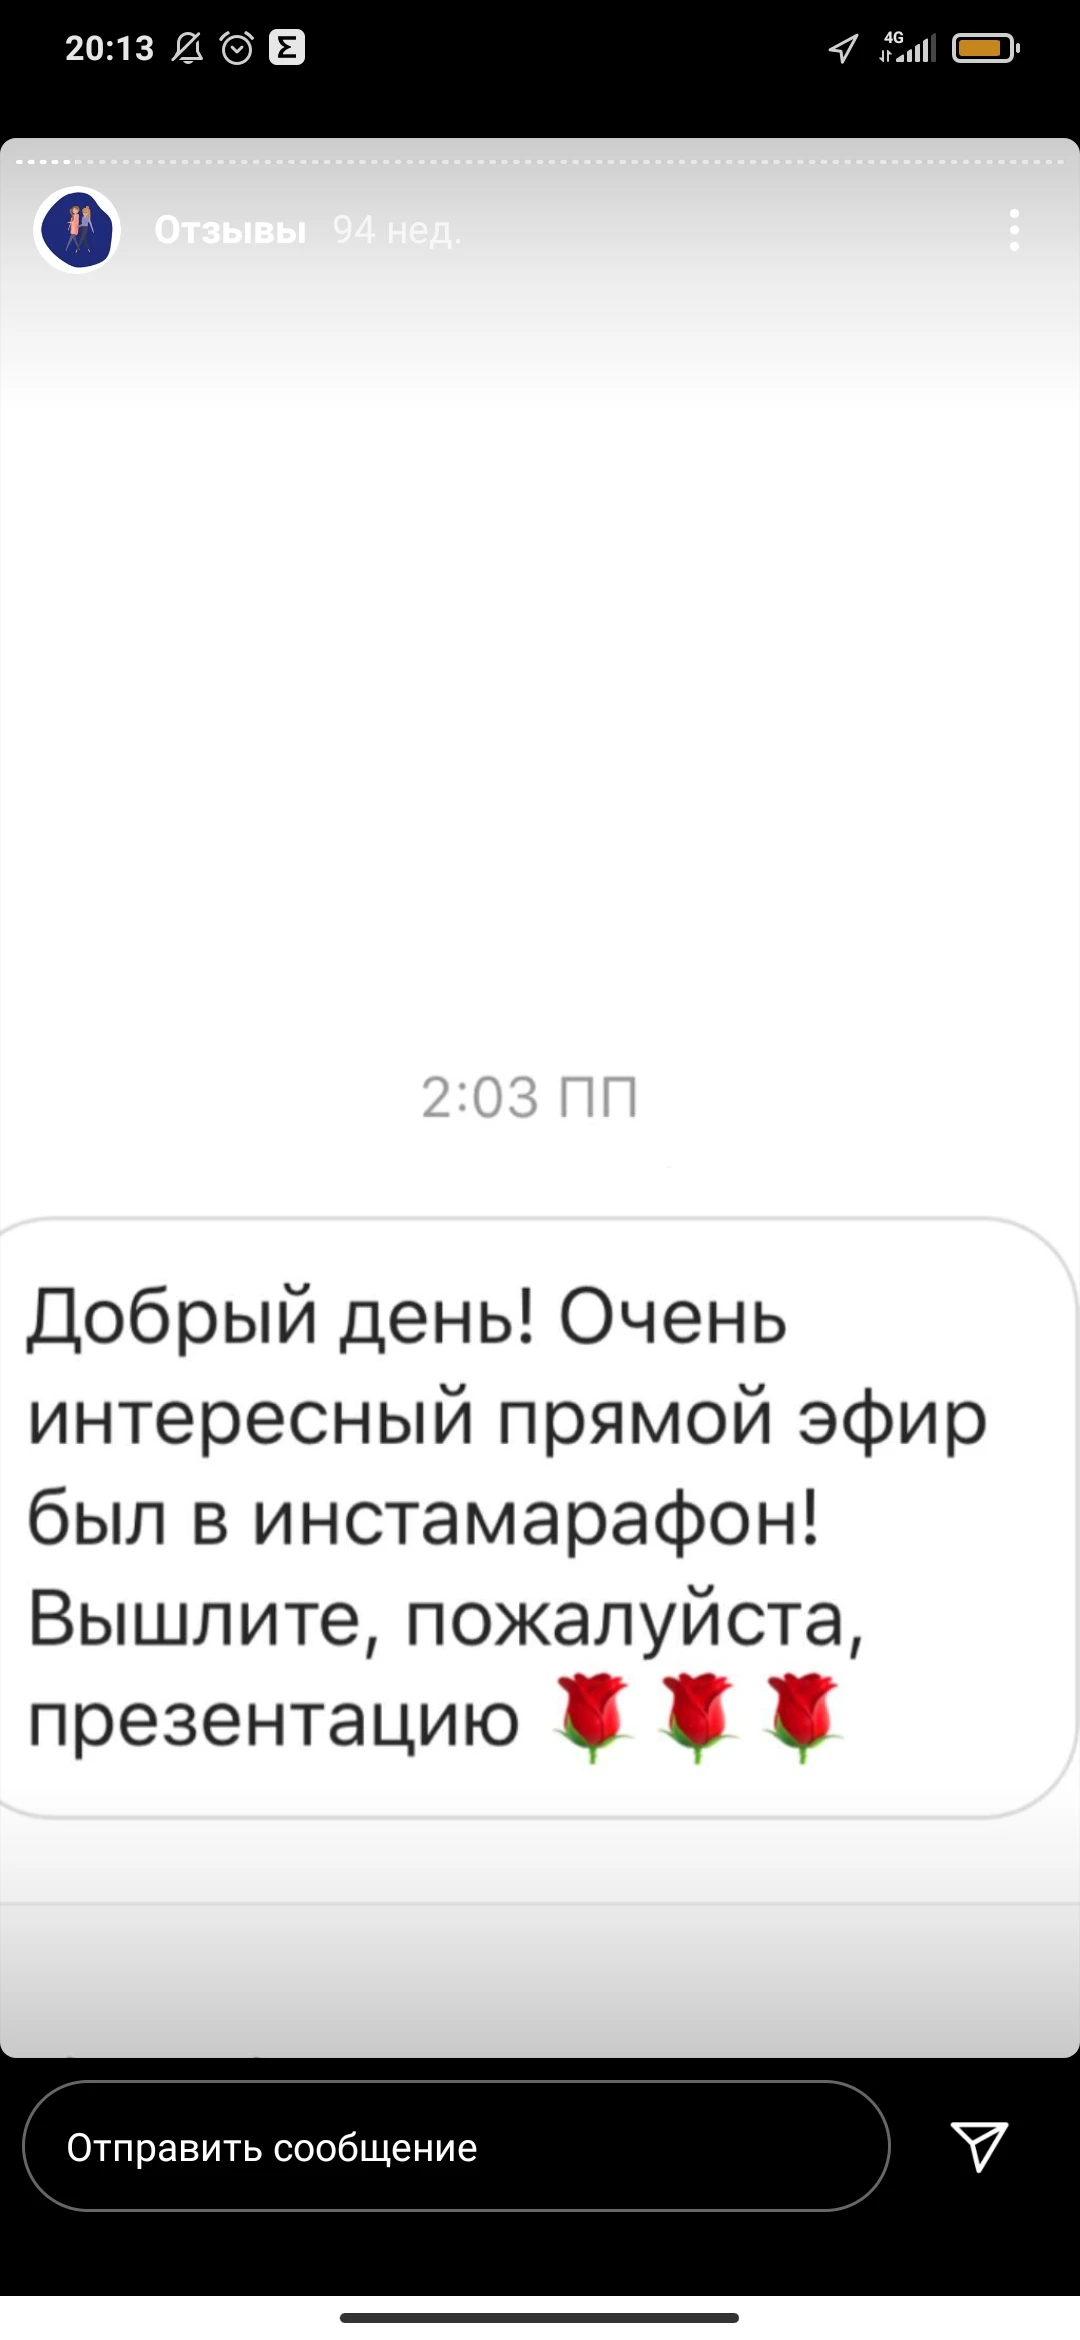 20:13
4G
Отзывы 94 нед.
2:03 ПП
Добрый день! Очень
интересный прямой эфир
был в инстамарафон!
Вышлите, пожалуйста,
презентацию 🌹🌹🌹
Отправить сообщение